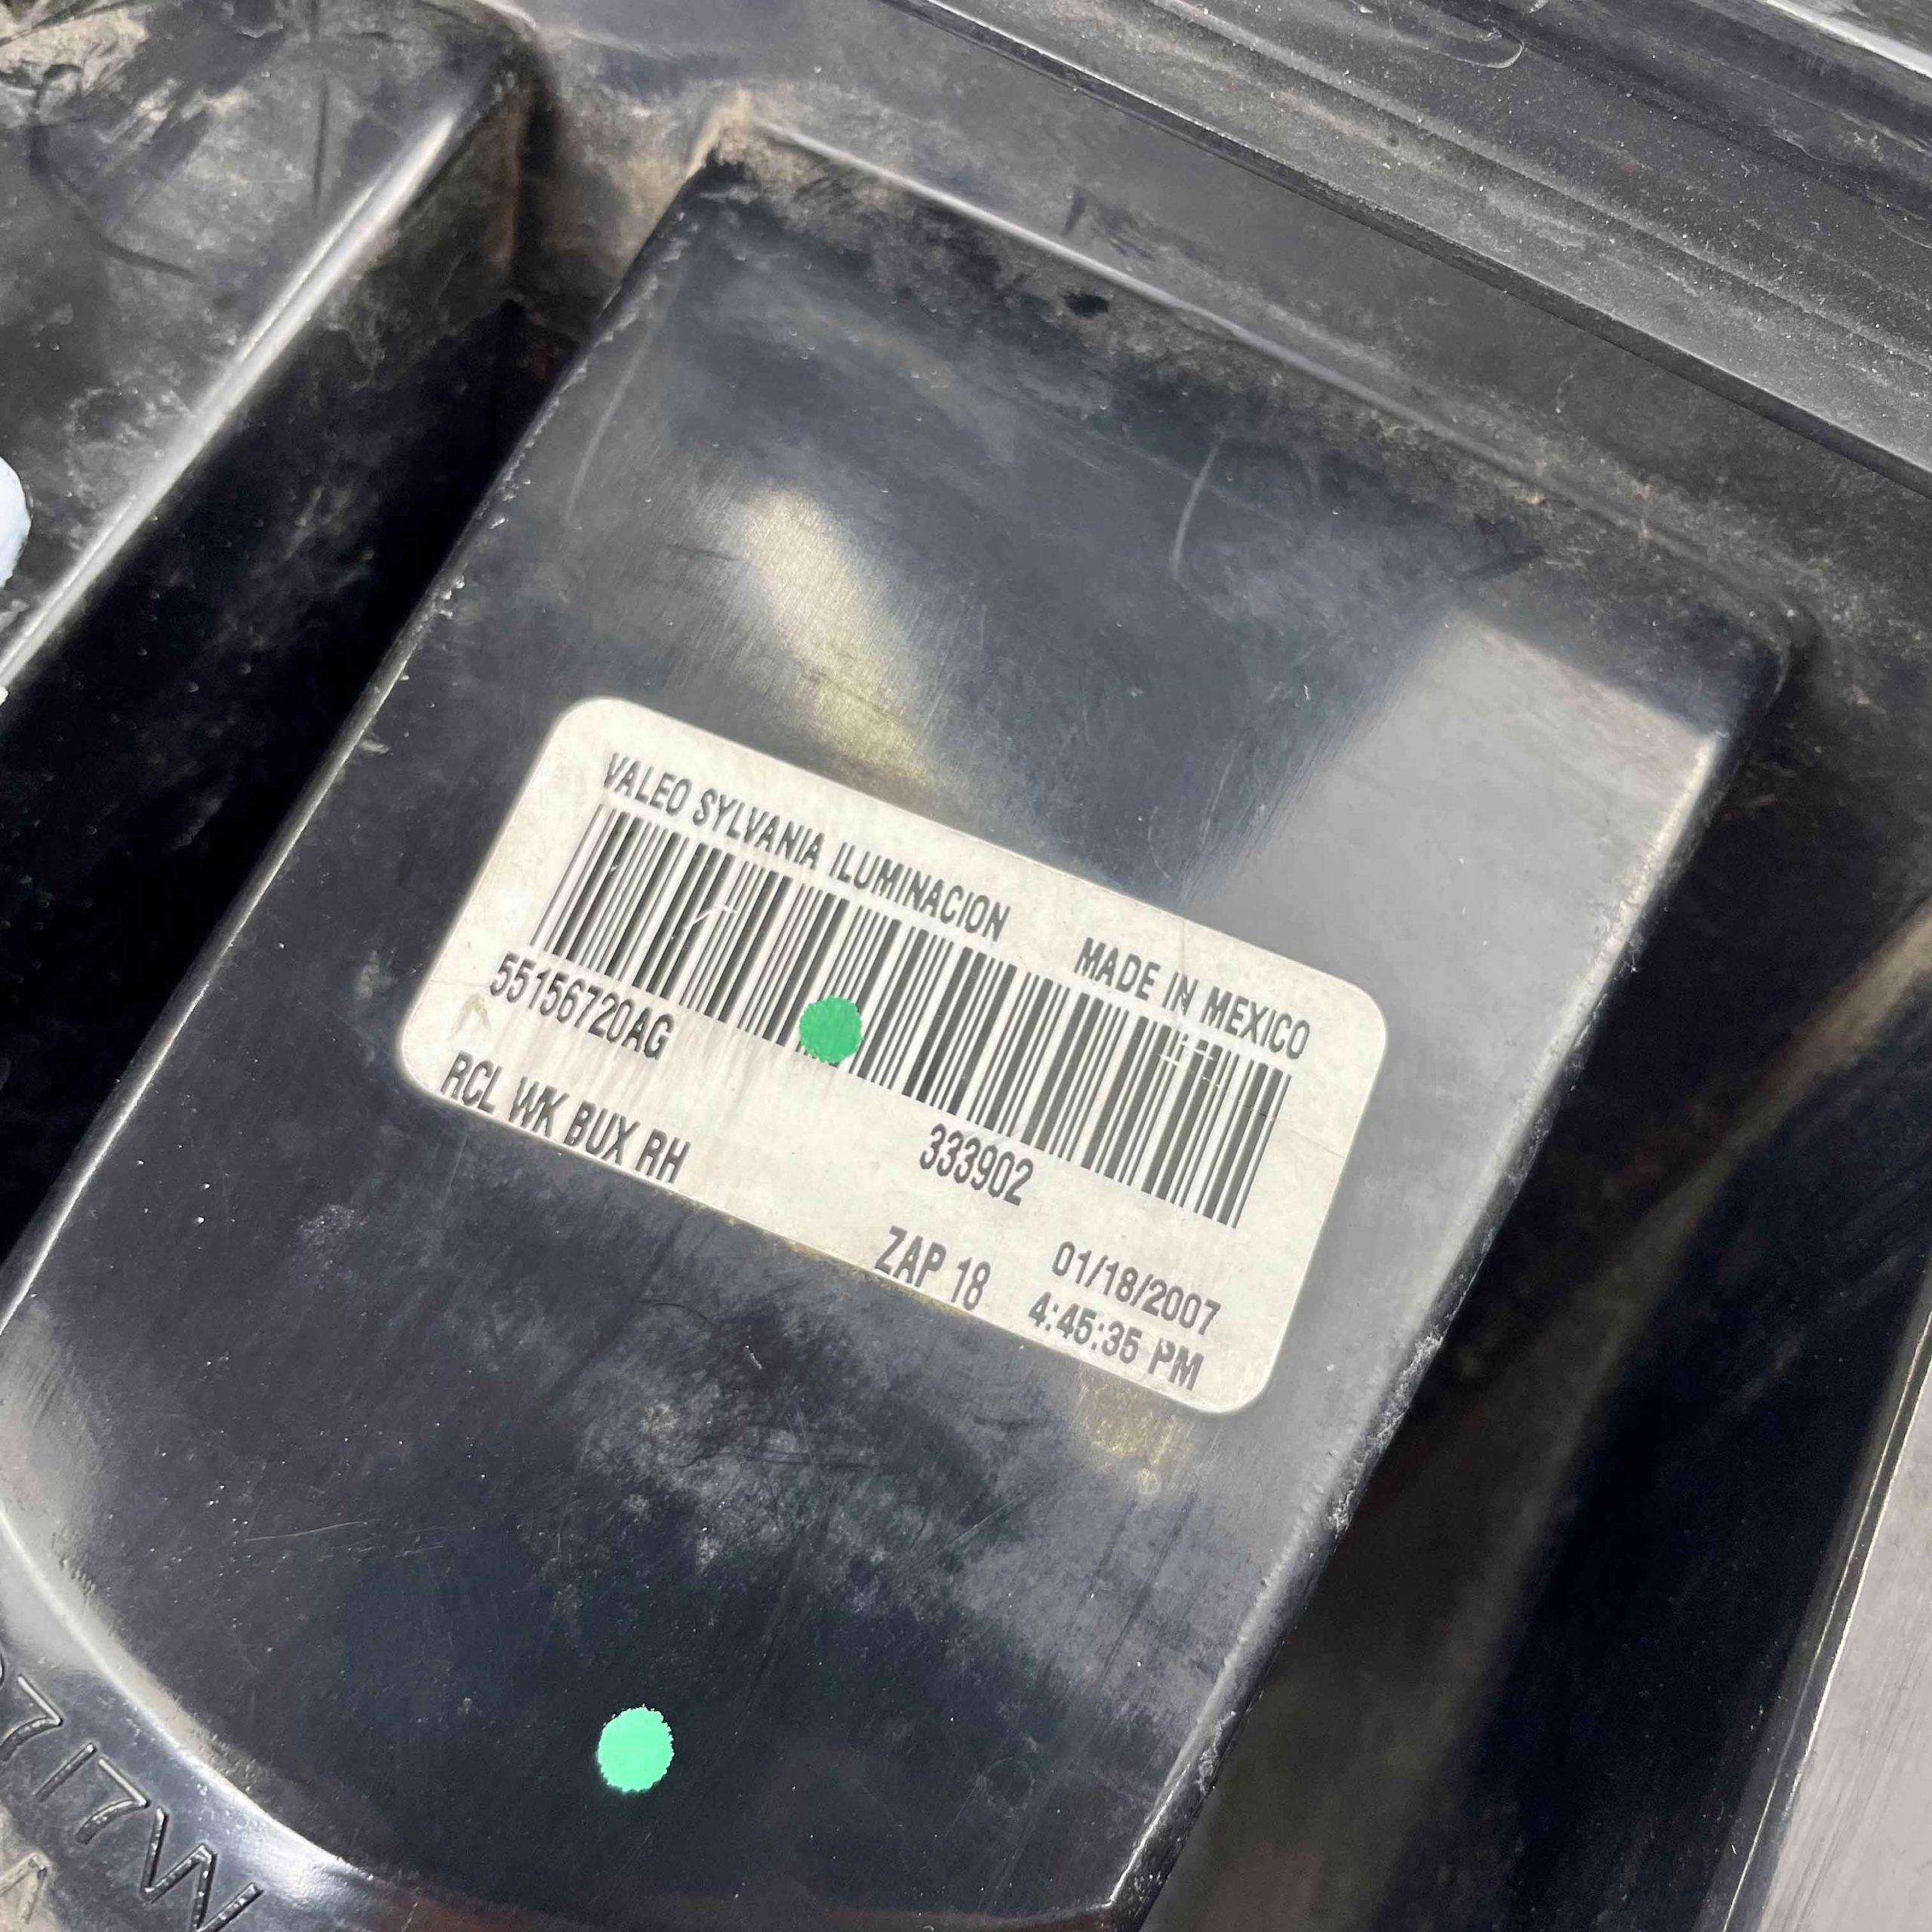 VALEO SYLVANIA ILUMINACION MADE IN MEXICO
55156720AG
333902
RCL WK BUX RH
ZAP 18 01/18/2007
4:45:35 PM
717W